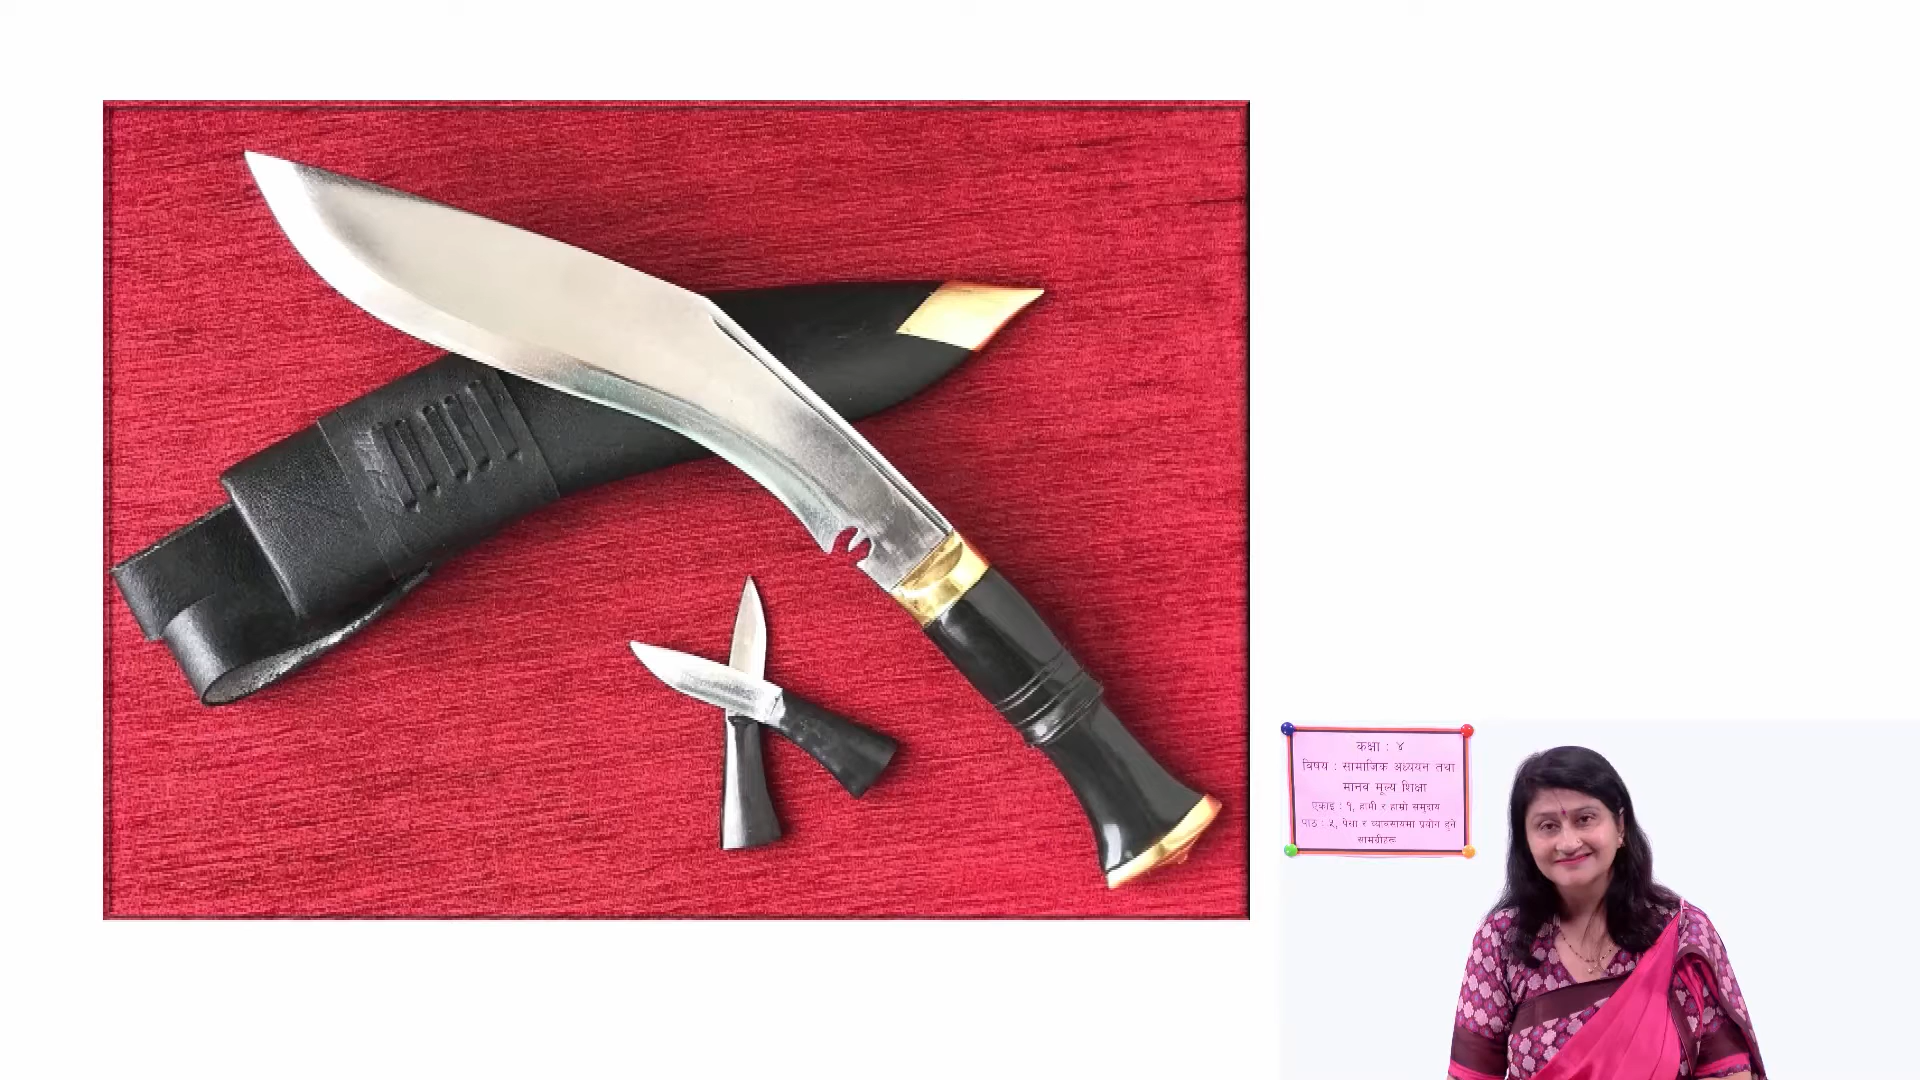 कक्षा : ४
विषय : सामाजिक अध्ययन तथा
मानव मूल्य शिक्षा
एकाइ : १, हामी र हाम्रो समुदाय
पाठ : ५, पेसा र व्यवसायमा प्रयोग हुने
सामग्रीहरू